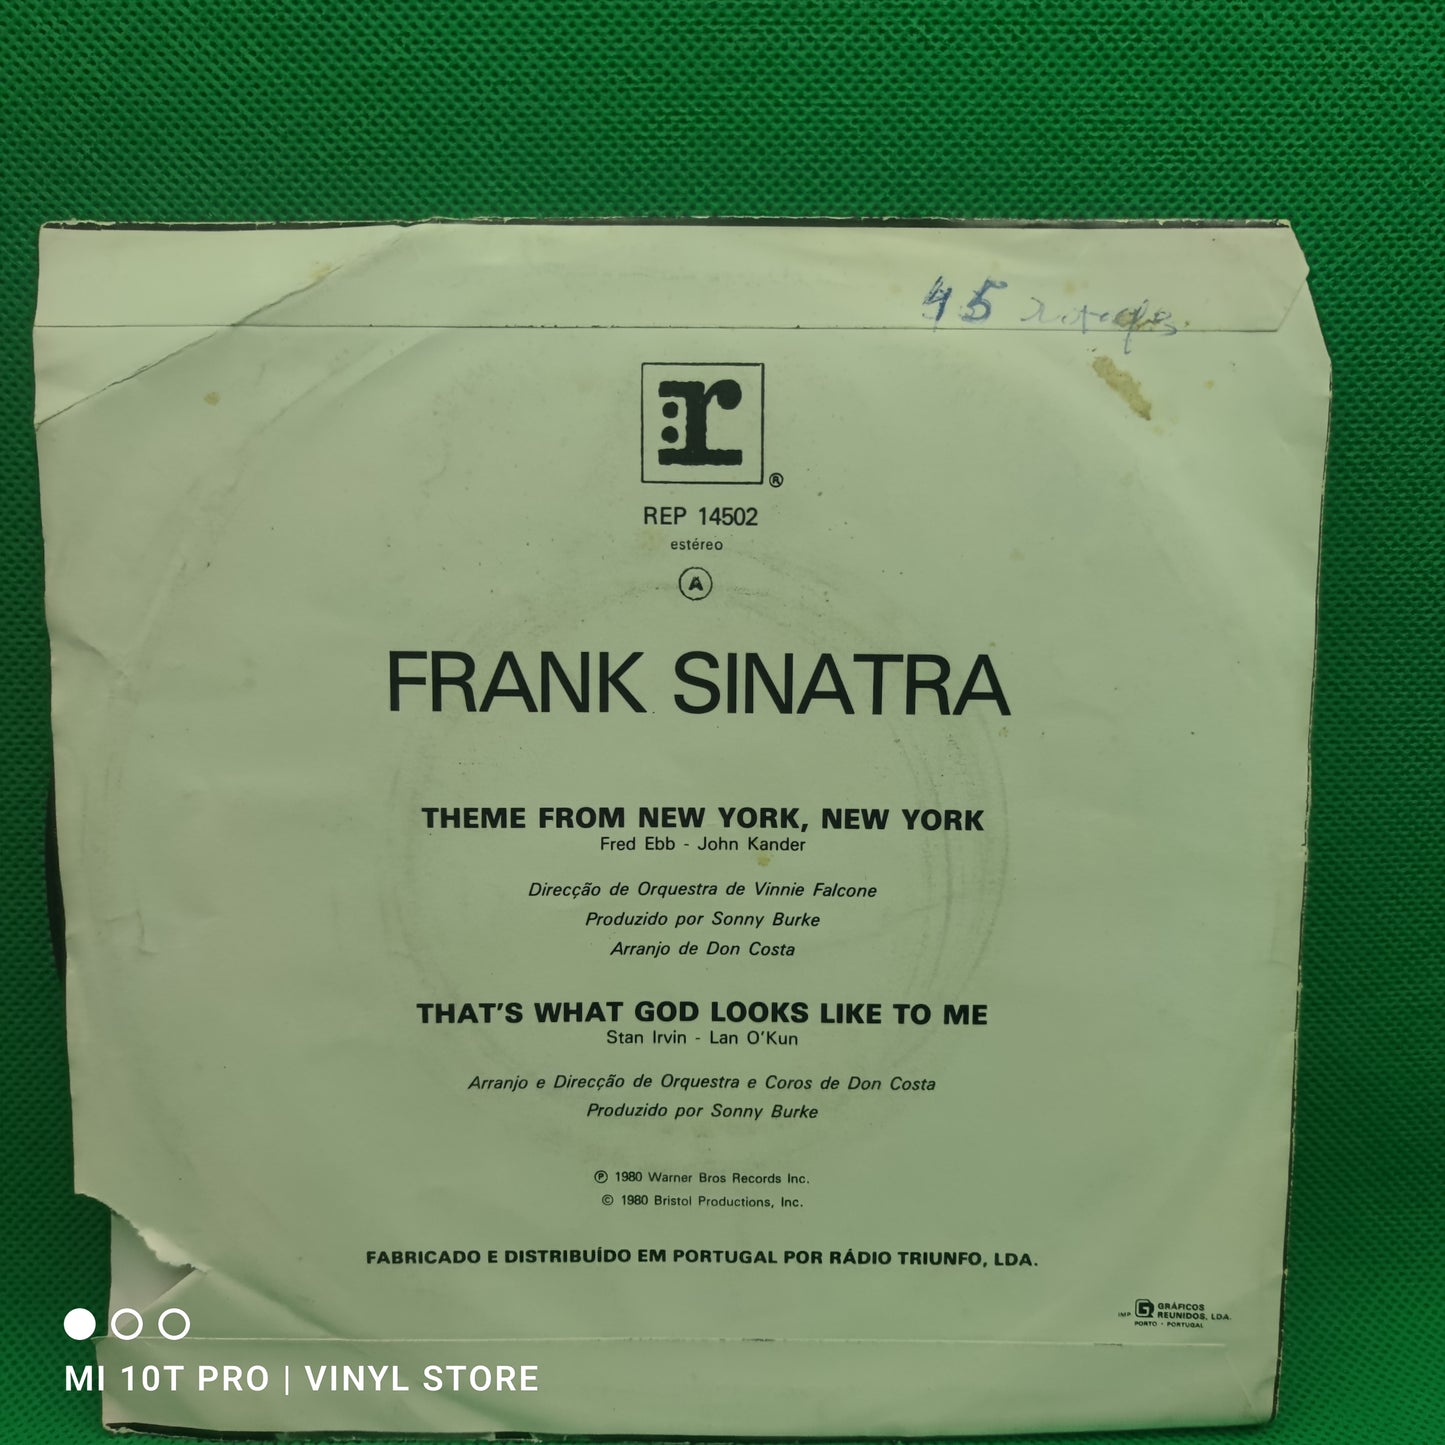 45
r
®
REP 14502
estéreo
A
FRANK SINATRA
THEME FROM NEW YORK, NEW YORK
Fred Ebb - John Kander
Direcção de Orquestra de Vinnie Falcone
Produzido por Sonny Burke
Arranjo de Don Costa
THAT'S WHAT GOD LOOKS LIKE TO ME
Stan Irvin - Lan O'Kun
Arranjo e Direcção de Orquestra e Coros de Don Costa
Produzido por Sonny Burke
℗ 1980 Warner Bros Records Inc.
© 1980 Bristol Productions, Inc.
FABRICADO E DISTRIBUÍDO EM PORTUGAL POR RÁDIO TRIUNFO, LDA.
IMP. GRÁFICOS
REUNIDOS, LDA.
PORTO - PORTUGAL
MI 10T PRO | VINYL STORE